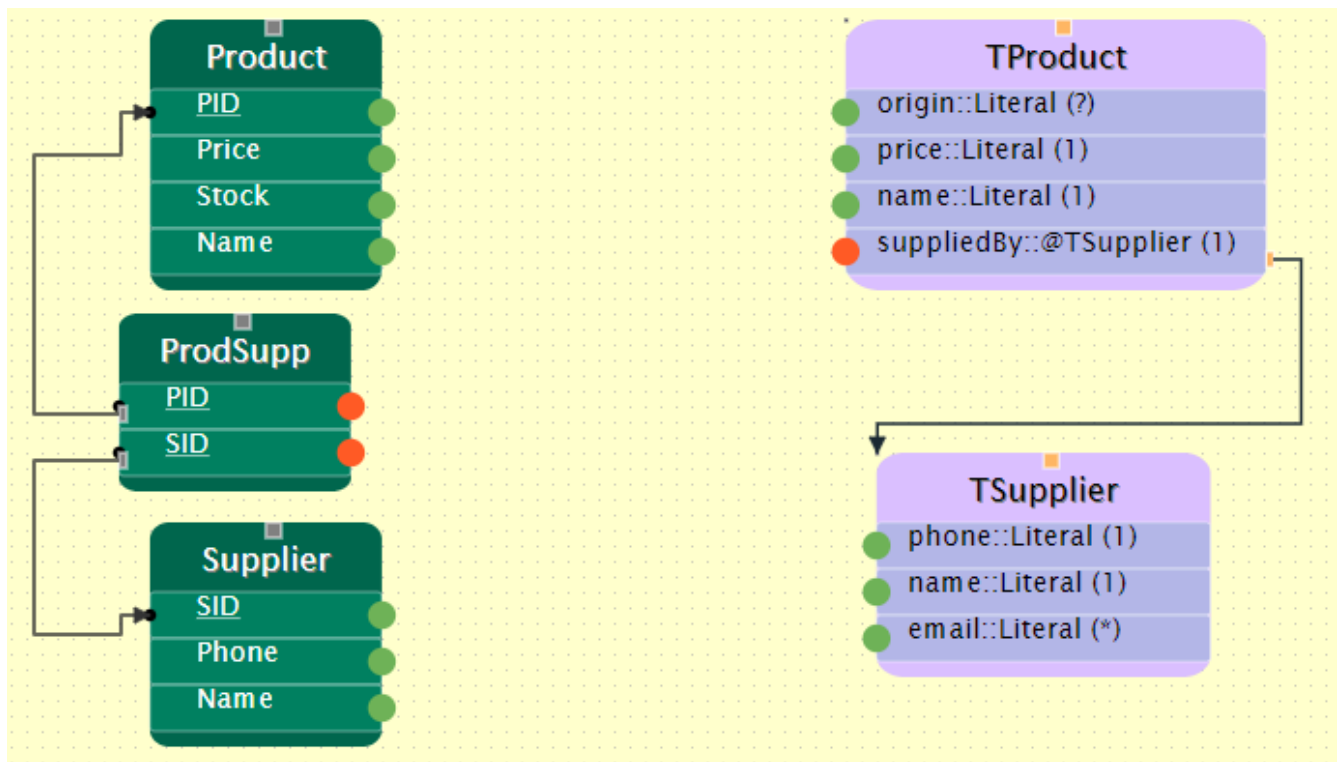 Product
PID
Price
Stock
Name
ProdSupp
PID
SID
Supplier
SID
Phone
Name
TProduct
origin::Literal (?)
price::Literal (1)
name::Literal (1)
suppliedBy::@TSupplier (1)
TSupplier
phone::Literal (1)
name::Literal (1)
email::Literal (*)